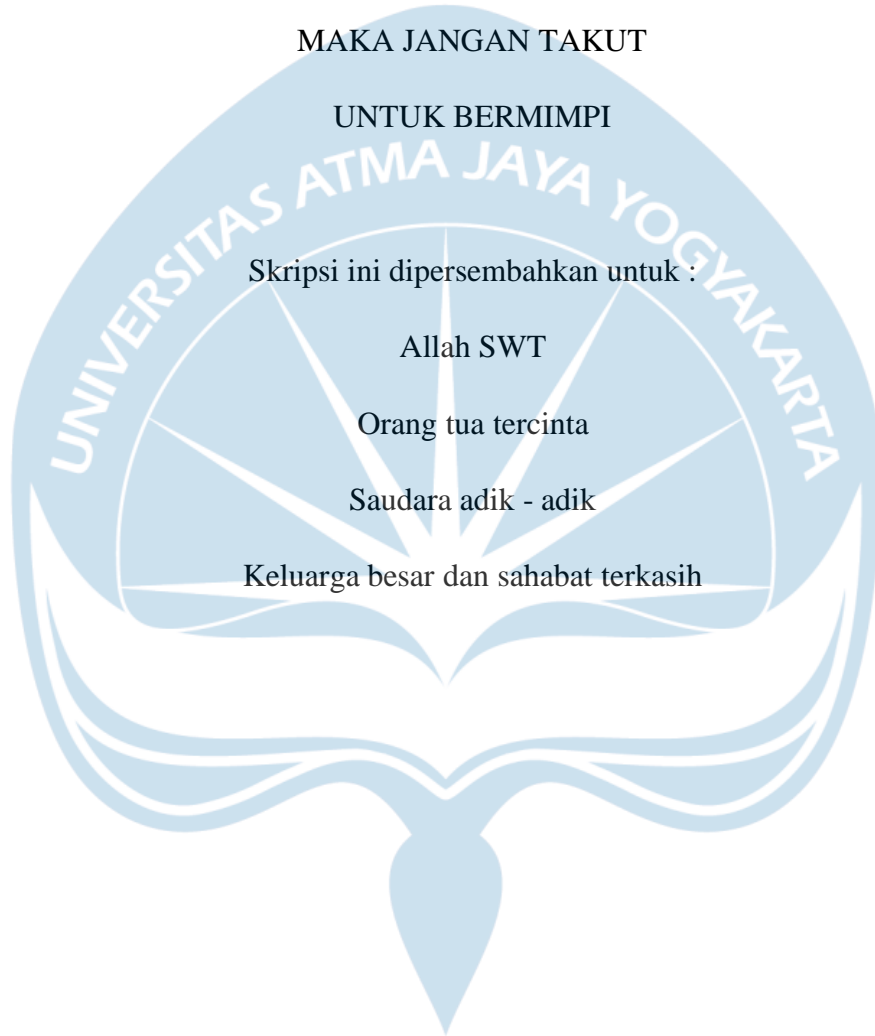 MAKA JANGAN TAKUT
UNTUK BERMIMPI
UNIVERSITAS ATMA JAYA YOGYAKARTA
Skripsi ini dipersembahkan untuk :
Allah SWT
Orang tua tercinta
Saudara adik - adik
Keluarga besar dan sahabat terkasih